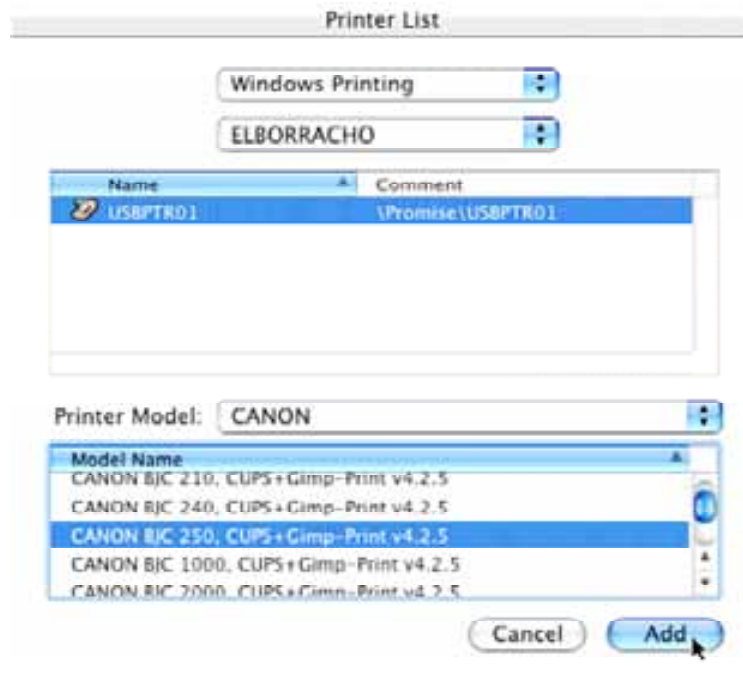 Printer List
Windows Printing
ELBORRACHO
Name Comment
USBPTR01 \Promise\USBPTR01
Printer Model: CANON
Model Name
CANON BJC 210, CUPS+Gimp-Print v4.2.5
CANON BJC 240, CUPS+Gimp-Print v4.2.5
CANON BJC 250, CUPS+Gimp-Print v4.2.5
CANON BJC 1000, CUPS+Gimp-Print v4.2.5
CANON BJC 2000, CUPS+Gimp-Print v4.2.5
Cancel Add